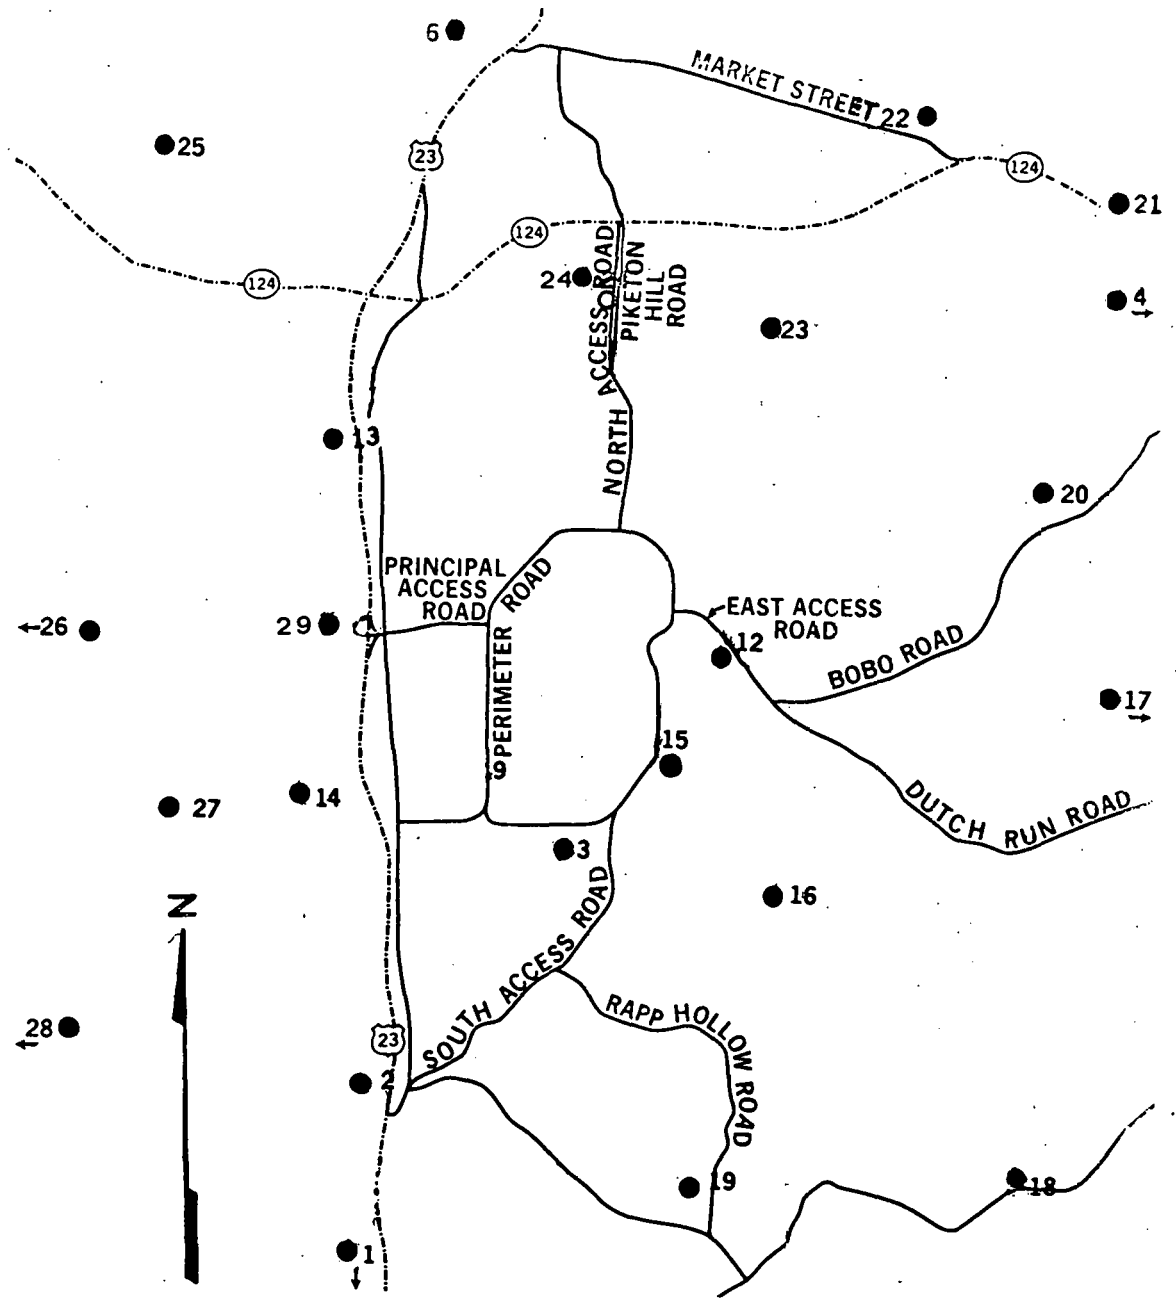 6
MARKET STREET
22
25
23
124
21
124
24
NORTH ACCESS ROAD
PIKETON
HILL
ROAD
124
4
23
13
20
PRINCIPAL
ACCESS
ROAD
PERIMETER ROAD
EAST ACCESS
ROAD
26
29
12
BOBO ROAD
17
15
9
14
27
DUTCH RUN ROAD
3
16
N
SOUTH ACCESS ROAD
RAPP HOLLOW ROAD
28
23
2
19
18
1